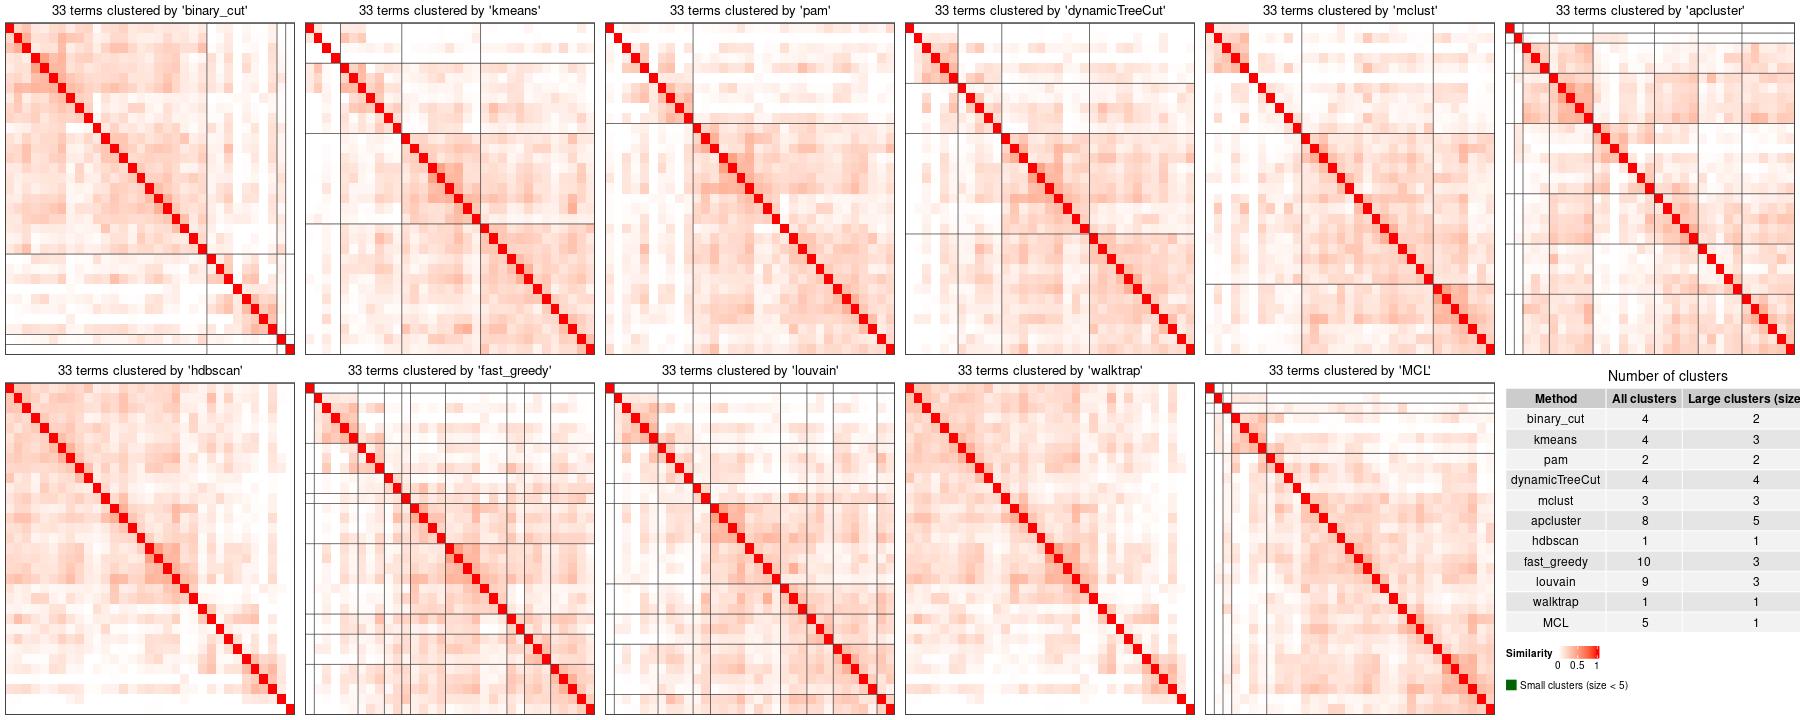 33 terms clustered by 'binary_cut'
33 terms clustered by 'kmeans'
33 terms clustered by 'pam'
33 terms clustered by 'dynamicTreeCut'
33 terms clustered by 'mclust'
33 terms clustered by 'apcluster'
33 terms clustered by 'hdbscan'
33 terms clustered by 'fast_greedy'
33 terms clustered by 'louvain'
33 terms clustered by 'walktrap'
33 terms clustered by 'MCL'
Number of clusters
Method All clusters Large clusters (size
binary_cut 4 2
kmeans 4 3
pam 2 2
dynamicTreeCut 4 4
mclust 3 3
apcluster 8 5
hdbscan 1 1
fast_greedy 10 3
louvain 9 3
walktrap 1 1
MCL 5 1
Similarity
0 0.5 1
Small clusters (size < 5)